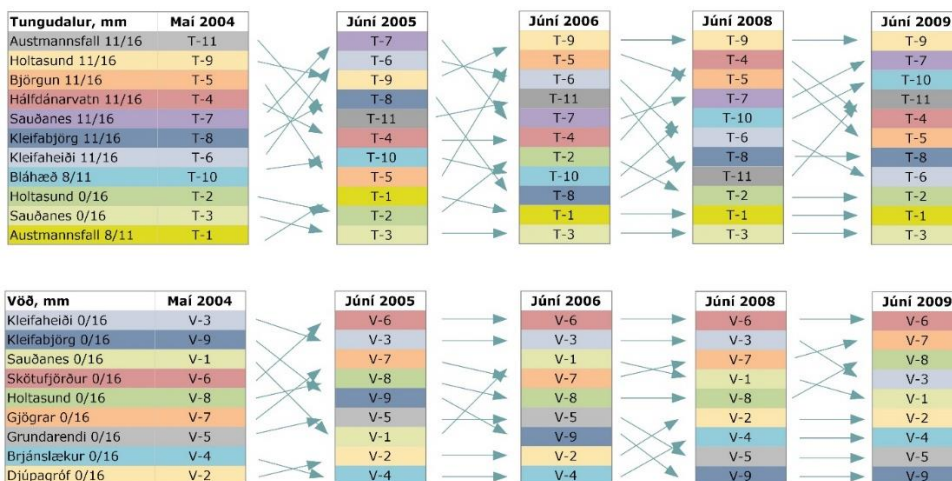 Tungudalur, mm Maí 2004 Júní 2005 Júní 2006 Júní 2008 Júní 2009
Austmannsfall 11/16 T-11 T-7 T-9 T-9 T-9
Holtasund 11/16 T-9 T-6 T-5 T-4 T-7
Björgun 11/16 T-5 T-9 T-6 T-5 T-10
Hálfdánarvatn 11/16 T-4 T-8 T-11 T-7 T-11
Sauðanes 11/16 T-7 T-11 T-7 T-10 T-4
Kleifabjörg 11/16 T-8 T-4 T-4 T-6 T-5
Kleifaheiði 11/16 T-6 T-10 T-2 T-8 T-8
Bláhæð 8/11 T-10 T-5 T-10 T-11 T-6
Holtasund 0/16 T-2 T-1 T-8 T-2 T-2
Sauðanes 0/16 T-3 T-2 T-1 T-1 T-1
Austmannsfall 8/11 T-1 T-3 T-3 T-3 T-3
Vöð, mm Maí 2004 Júní 2005 Júní 2006 Júní 2008 Júní 2009
Kleifaheiði 0/16 V-3 V-6 V-6 V-6 V-6
Kleifabjörg 0/16 V-9 V-3 V-3 V-3 V-7
Sauðanes 0/16 V-1 V-7 V-1 V-7 V-8
Skötufjörður 0/16 V-6 V-8 V-7 V-1 V-3
Holtasund 0/16 V-8 V-9 V-8 V-8 V-1
Gjögrar 0/16 V-7 V-5 V-5 V-2 V-2
Grundarendi 0/16 V-5 V-1 V-9 V-4 V-4
Brjánslækur 0/16 V-4 V-2 V-2 V-5 V-5
Djúpagróf 0/16 V-2 V-4 V-4 V-9 V-9